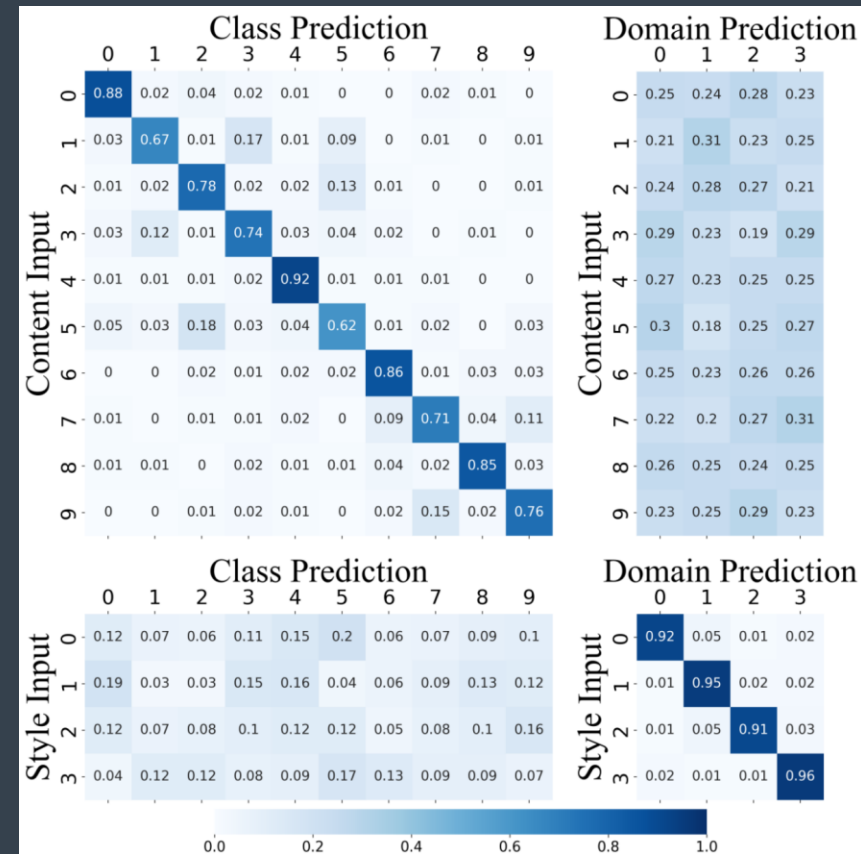 Class Prediction Domain Prediction
0 1 2 3 4 5 6 7 8 9 0 1 2 3
Content Input Content Input
0 0.88 0.02 0.04 0.02 0.01 0 0 0.02 0.01 0 0 0.25 0.24 0.28 0.23
1 0.03 0.67 0.01 0.17 0.01 0.09 0 0.01 0 0.01 1 0.21 0.31 0.23 0.25
2 0.01 0.02 0.78 0.02 0.02 0.13 0.01 0 0 0.01 2 0.24 0.28 0.27 0.21
3 0.03 0.12 0.01 0.74 0.03 0.04 0.02 0 0.01 0 3 0.29 0.23 0.19 0.29
4 0.01 0.01 0.01 0.02 0.92 0.01 0.01 0.01 0 0 4 0.27 0.23 0.25 0.25
5 0.05 0.03 0.18 0.03 0.04 0.62 0.01 0.02 0 0.03 5 0.3 0.18 0.25 0.27
6 0 0 0.02 0.01 0.02 0.02 0.86 0.01 0.03 0.03 6 0.25 0.23 0.26 0.26
7 0.01 0 0.01 0.01 0.02 0 0.09 0.71 0.04 0.11 7 0.22 0.2 0.27 0.31
8 0.01 0.01 0 0.02 0.01 0.01 0.04 0.02 0.85 0.03 8 0.26 0.25 0.24 0.25
9 0 0 0.01 0.02 0.01 0 0.02 0.15 0.02 0.76 9 0.23 0.25 0.29 0.23
Class Prediction Domain Prediction
0 1 2 3 4 5 6 7 8 9 0 1 2 3
Style Input Style Input
0 0.12 0.07 0.06 0.11 0.15 0.2 0.06 0.07 0.09 0.1 0 0.92 0.05 0.01 0.02
1 0.19 0.03 0.03 0.15 0.16 0.04 0.06 0.09 0.13 0.12 1 0.01 0.95 0.02 0.02
2 0.12 0.07 0.08 0.1 0.12 0.12 0.05 0.08 0.1 0.16 2 0.01 0.05 0.91 0.03
3 0.04 0.12 0.12 0.08 0.09 0.17 0.13 0.09 0.09 0.07 3 0.02 0.01 0.01 0.96
0.0 0.2 0.4 0.6 0.8 1.0